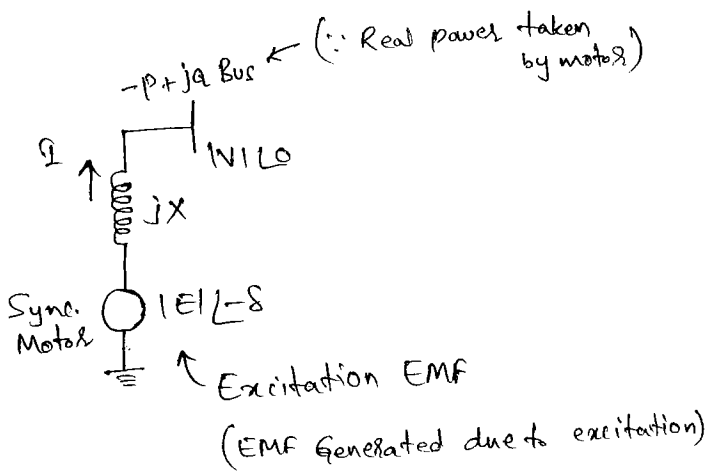 (∵ Real power taken
by motor)
-P+jQ Bus
|V|∠0
I
jX
Sync.
Motor
|E|∠-δ
Excitation EMF
(EMF Generated due to excitation)